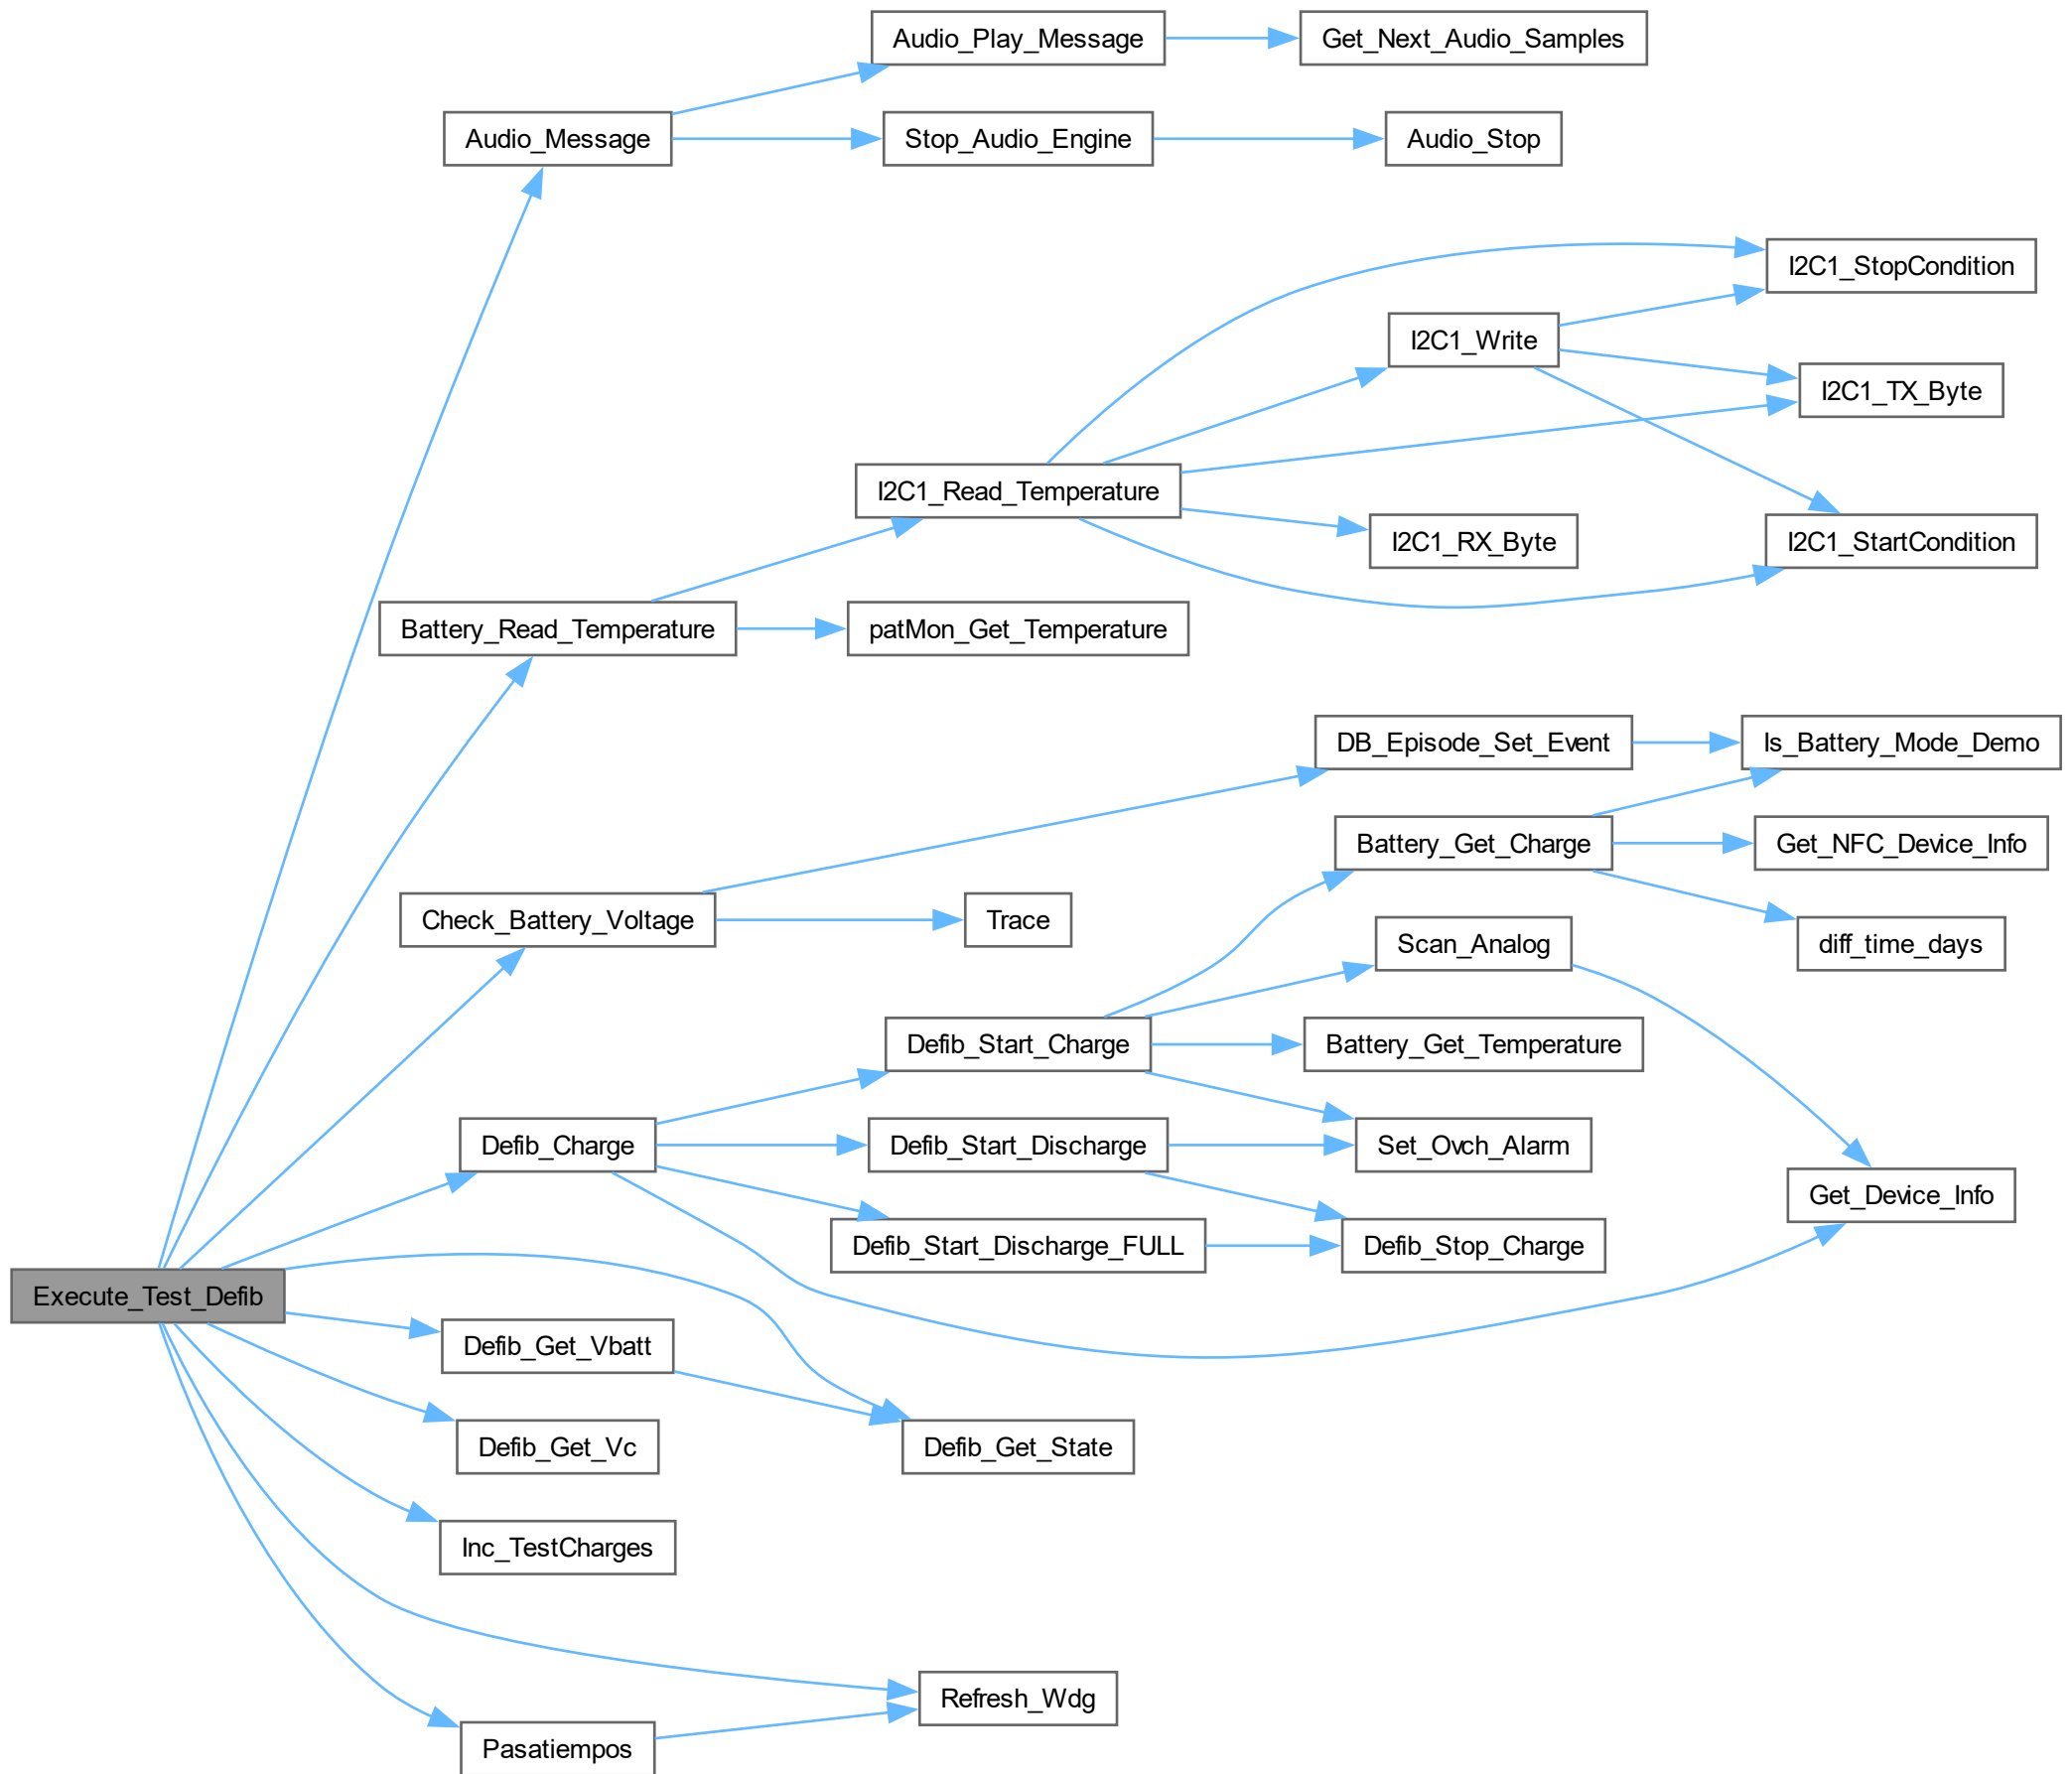 Audio_Play_Message
Get_Next_Audio_Samples
Audio_Message
Stop_Audio_Engine
Audio_Stop
I2C1_StopCondition
I2C1_Write
I2C1_TX_Byte
I2C1_Read_Temperature
I2C1_RX_Byte
I2C1_StartCondition
Battery_Read_Temperature
patMon_Get_Temperature
DB_Episode_Set_Event
Is_Battery_Mode_Demo
Battery_Get_Charge
Get_NFC_Device_Info
Check_Battery_Voltage
Trace
Scan_Analog
diff_time_days
Defib_Start_Charge
Battery_Get_Temperature
Defib_Charge
Defib_Start_Discharge
Set_Ovch_Alarm
Get_Device_Info
Defib_Start_Discharge_FULL
Defib_Stop_Charge
Execute_Test_Defib
Defib_Get_Vbatt
Defib_Get_Vc
Defib_Get_State
Inc_TestCharges
Refresh_Wdg
Pasatiempos